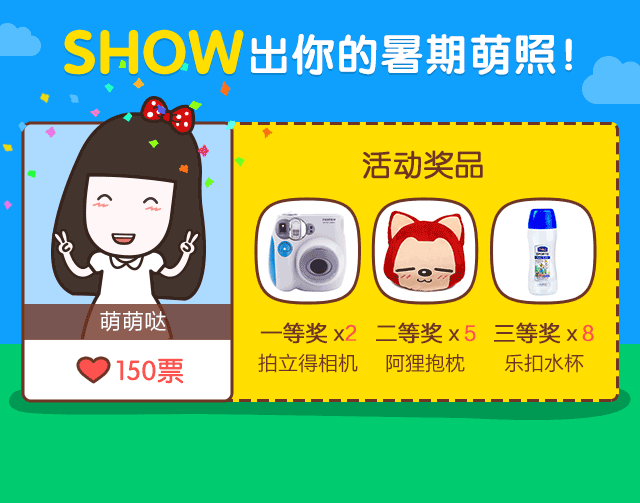 SHOW出你的暑期萌照!
活动奖品
萌萌哒
150票
一等奖 x2
拍立得相机
二等奖 x5
阿狸抱枕
三等奖 x8
乐扣水杯